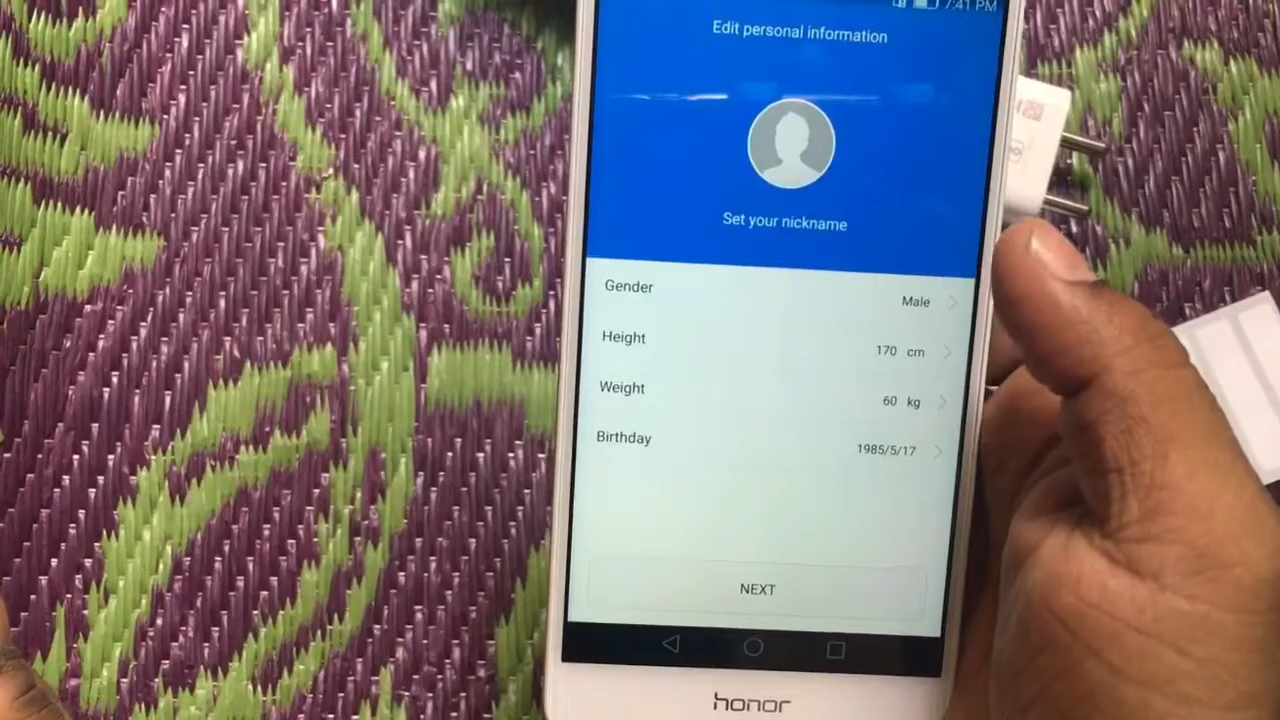 7:41 PM
Edit personal information
Set your nickname
Gender Male
Height 170 cm
Weight 60 kg
Birthday 1985/5/17
NEXT
honor